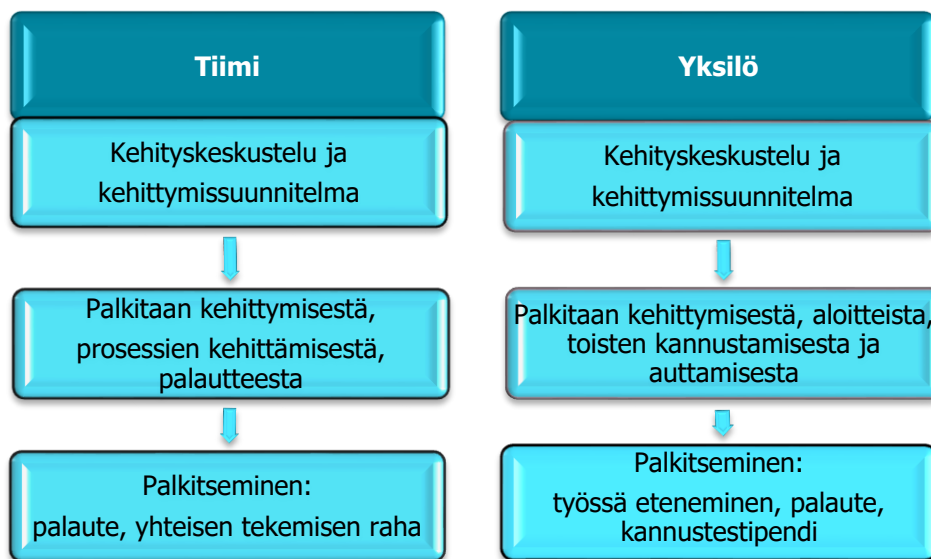 Tiimi
Kehityskeskustelu ja
kehittymissuunnitelma
Palkitaan kehittymisestä,
prosessien kehittämisestä,
palautteesta
Palkitseminen:
palaute, yhteisen tekemisen raha
Yksilö
Kehityskeskustelu ja
kehittymissuunnitelma
Palkitaan kehittymisestä, aloitteista,
toisten kannustamisesta ja
auttamisesta
Palkitseminen:
työssä eteneminen, palaute,
kannustestipendi